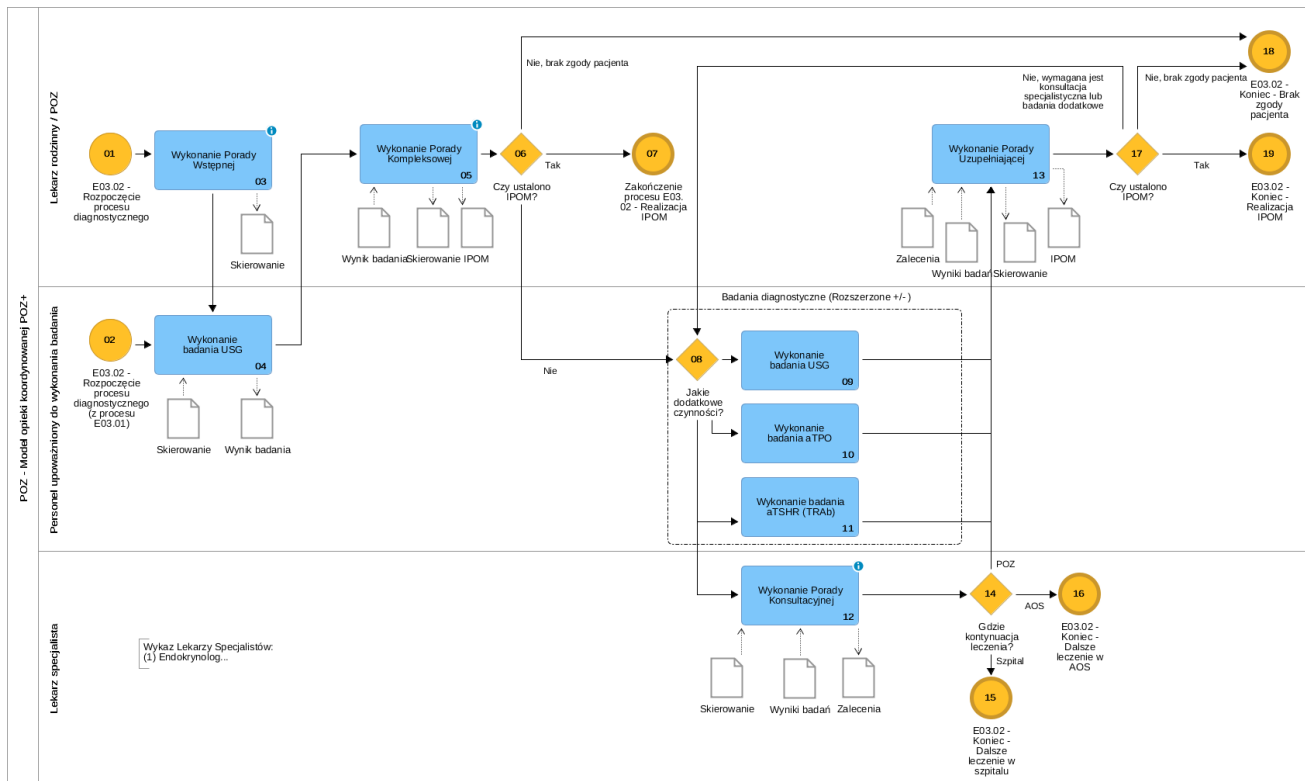 POZ - Model opieki koordynowanej POZ+
Lekarz rodzinny / POZ
01
E03.02 -
Rozpoczęcie
procesu
diagnostycznego
Wykonanie Porady
Wstępnej
03
Skierowanie
Wykonanie Porady
Kompleksowej
05
Wynik badania
Skierowanie
IPOM
06
Czy ustalono
IPOM?
Nie, brak zgody pacjenta
Tak
07
Zakończenie
procesu E03.
02 - Realizacja
IPOM
Nie
Wykonanie Porady
Uzupełniającej
13
Zalecenia
Wyniki badań
Skierowanie
IPOM
Nie, wymagana jest
konsultacja
specjalistyczna lub
badania dodatkowe
Nie, brak zgody pacjenta
17
Czy ustalono
IPOM?
Tak
18
E03.02 -
Koniec - Brak
zgody
pacjenta
19
E03.02 -
Koniec -
Realizacja
IPOM
Personel upoważniony do wykonania badania
02
E03.02 -
Rozpoczęcie
procesu
diagnostycznego
(z procesu
E03.01)
Wykonanie
badania USG
04
Skierowanie
Wynik badania
Badania diagnostyczne (Rozszerzone +/-)
08
Jakie
dodatkowe
czynności?
Wykonanie
badania USG
09
Wykonanie
badania aTPO
10
Wykonanie badania
aTSHR (TRAb)
11
Lekarz specjalista
Wykaz Lekarzy Specjalistów:
(1) Endokrynolog...
Wykonanie Porady
Konsultacyjnej
12
Skierowanie
Wyniki badań
Zalecenia
POZ
14
Gdzie
kontynuacja
leczenia?
AOS
Szpital
16
E03.02 -
Koniec -
Dalsze
leczenie w
AOS
15
E03.02 -
Koniec -
Dalsze
leczenie w
szpitalu